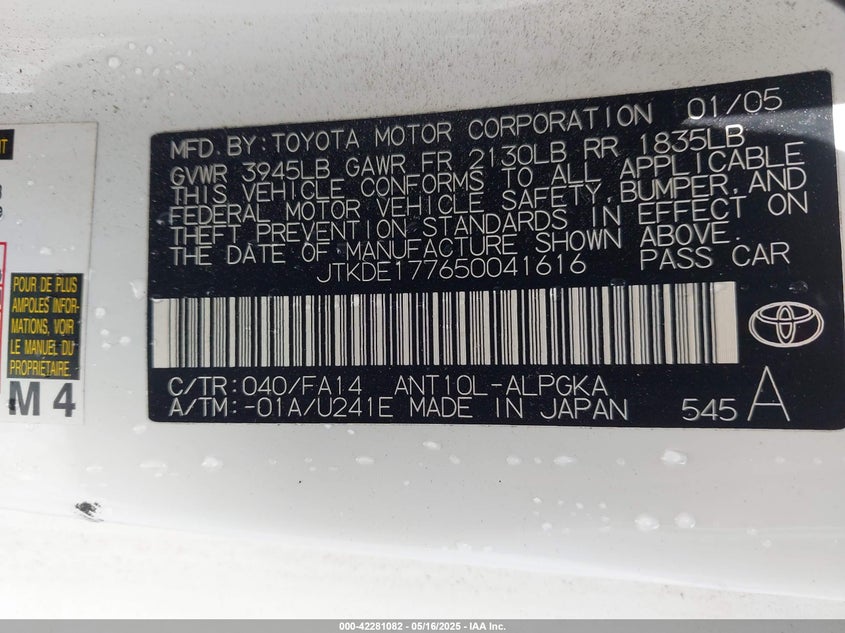 MFD. BY: TOYOTA MOTOR CORPORATION 01/05
GVWR 3945LB GAWR FR 2130LB RR 1835LB
THIS VEHICLE CONFORMS TO ALL APPLICABLE
FEDERAL MOTOR VEHICLE SAFETY, BUMPER, AND
THEFT PREVENTION STANDARDS IN EFFECT ON
THE DATE OF MANUFACTURE SHOWN ABOVE.
JTKDE177650041616 PASS CAR
C/TR: 040/FA14 ANT10L-ALPGKA
A/TM: -01A/U241E MADE IN JAPAN 545 A
POUR DE PLUS
AMPOLES INFOR-
MATIONS, VOIR
LE MANUEL DU
PROPRIÉTAIRE.
M 4
000-42281082 - 05/16/2025 - IAA Inc.